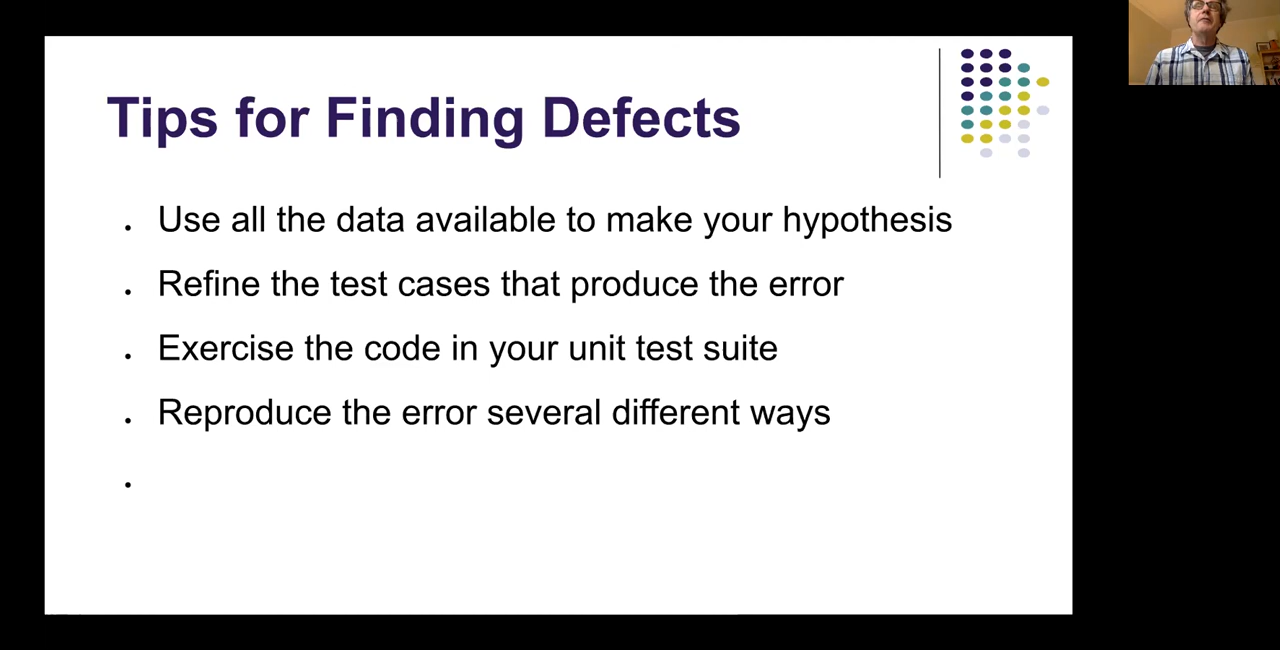 Tips for Finding Defects
. Use all the data available to make your hypothesis
. Refine the test cases that produce the error
. Exercise the code in your unit test suite
. Reproduce the error several different ways
.